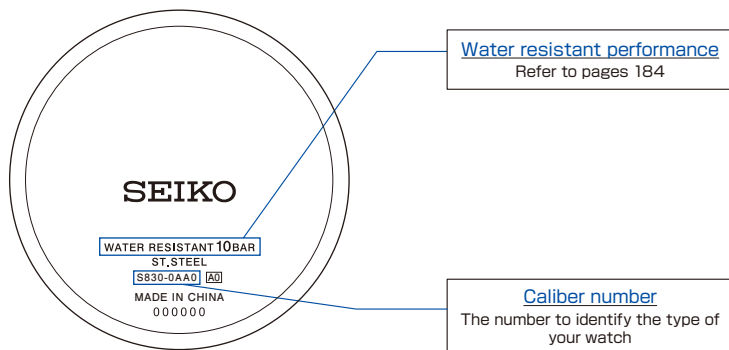 SEIKO
WATER RESISTANT 10BAR
ST.STEEL
S830-0AA0 A0
MADE IN CHINA
000000
Water resistant performance
Refer to pages 184
Caliber number
The number to identify the type of
your watch